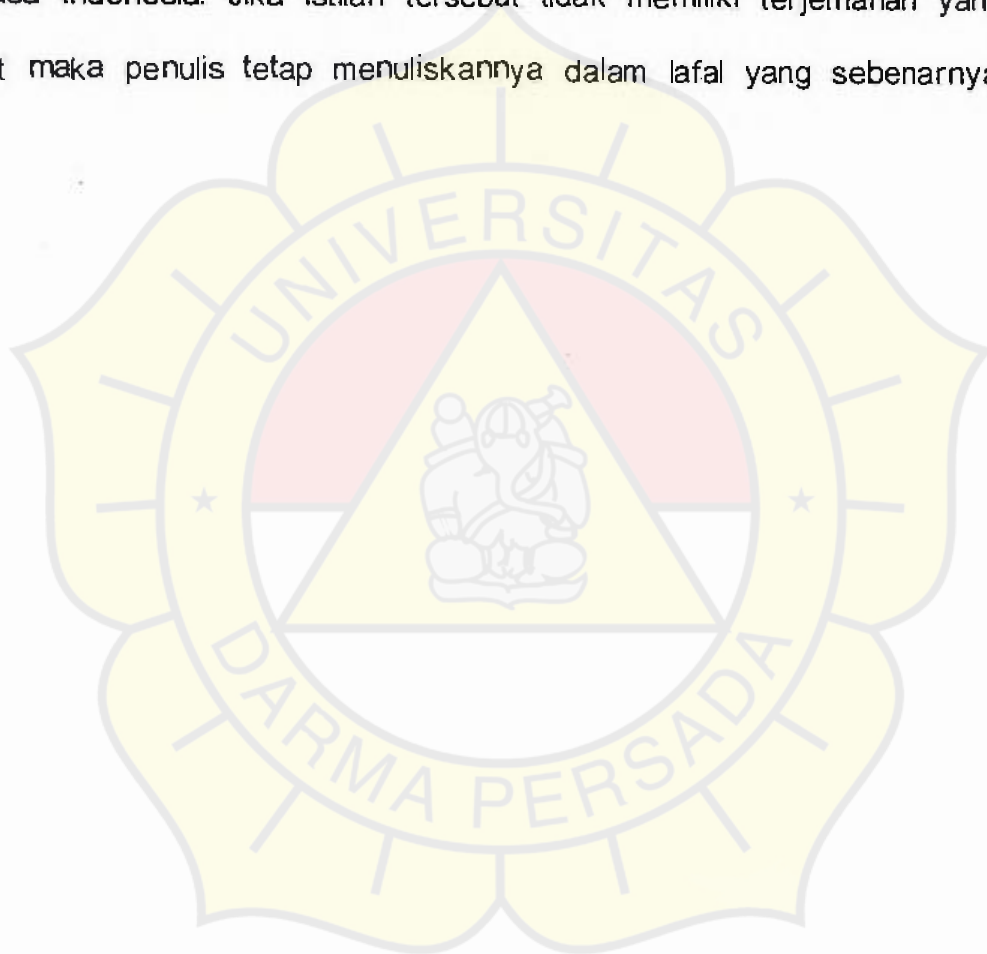 Indonesia. Jika istilah tersebut tidak memiliki terjemahan
maka penulis tetap menuliskannya dalam lafal yang sebenarnya
UNIVERSITAS
DARMA PERSADA